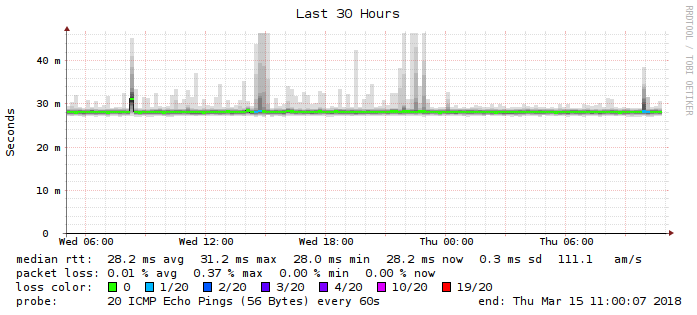 Last 30 Hours
RRDTOOL / TOBI OETIKER
Seconds
40 m
30 m
20 m
10 m
0
Wed 06:00 Wed 12:00 Wed 18:00 Thu 00:00 Thu 06:00
median rtt: 28.2 ms avg 31.2 ms max 28.0 ms min 28.2 ms now 0.3 ms sd 111.1 am/s
packet loss: 0.01 % avg 0.37 % max 0.00 % min 0.00 % now
loss color: 0 1/20 2/20 3/20 4/20 10/20 19/20
probe: 20 ICMP Echo Pings (56 Bytes) every 60s end: Thu Mar 15 11:00:07 2018